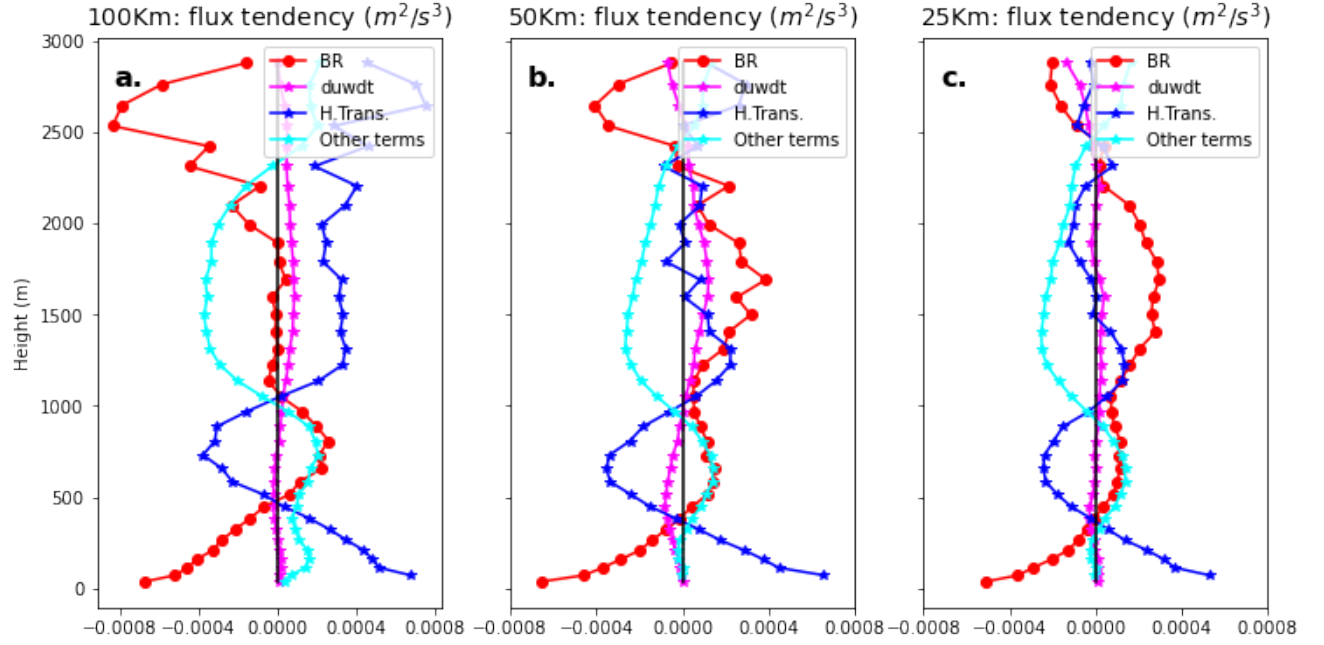 100Km: flux tendency (m²/s³)
50Km: flux tendency (m²/s³)
25Km: flux tendency (m²/s³)
Height (m)
3000
2500
2000
1500
1000
500
0
a.
BR
duwdt
H.Trans.
Other terms
−0.0008 −0.0004 0.0000 0.0004 0.0008
b.
BR
duwdt
H.Trans.
Other terms
−0.0008 −0.0004 0.0000 0.0004 0.0008
c.
BR
duwdt
H.Trans.
Other terms
−0.0008 −0.0004 0.0000 0.0004 0.0008